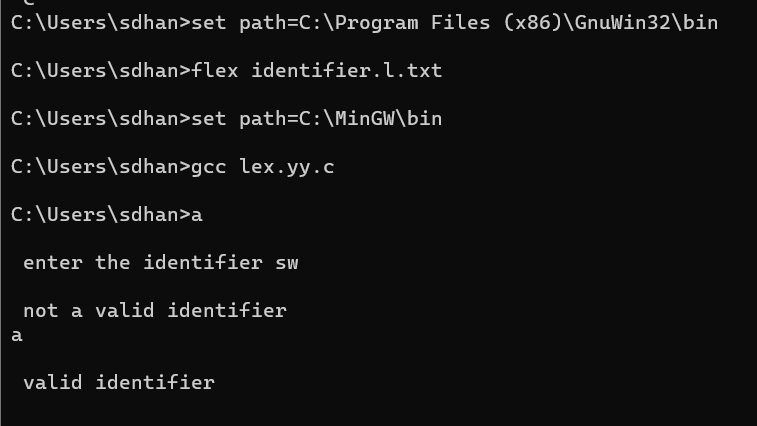 C:\Users\sdhan>set path=C:\Program Files (x86)\GnuWin32\bin
C:\Users\sdhan>flex identifier.l.txt
C:\Users\sdhan>set path=C:\MinGW\bin
C:\Users\sdhan>gcc lex.yy.c
C:\Users\sdhan>a
enter the identifier sw
not a valid identifier
a
valid identifier